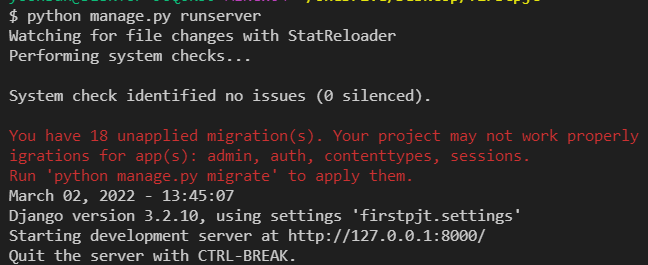 $ python manage.py runserver
Watching for file changes with StatReloader
Performing system checks...
System check identified no issues (0 silenced).
You have 18 unapplied migration(s). Your project may not work properly
igrations for app(s): admin, auth, contenttypes, sessions.
Run 'python manage.py migrate' to apply them.
March 02, 2022 - 13:45:07
Django version 3.2.10, using settings 'firstpjt.settings'
Starting development server at http://127.0.0.1:8000/
Quit the server with CTRL-BREAK.